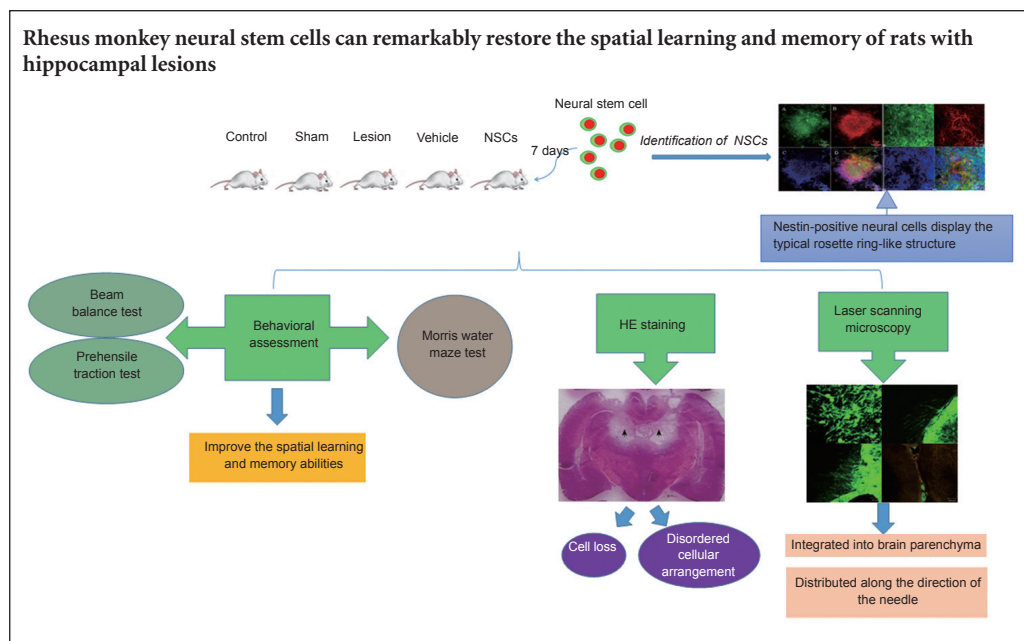 Rhesus monkey neural stem cells can remarkably restore the spatial learning and memory of rats with
hippocampal lesions
Neural stem cell
Control
Sham
Lesion
Vehicle
NSCs
7 days
Identification of NSCs
Nestin-positive neural cells display the
typical rosette ring-like structure
Beam
balance test
Prehensile
traction test
Behavioral
assessment
Morris water
maze test
HE staining
Laser scanning
microscopy
Improve the spatial learning
and memory abilities
Cell loss
Disordered
cellular
arrangement
Integrated into brain parenchyma
Distributed along the direction of
the needle